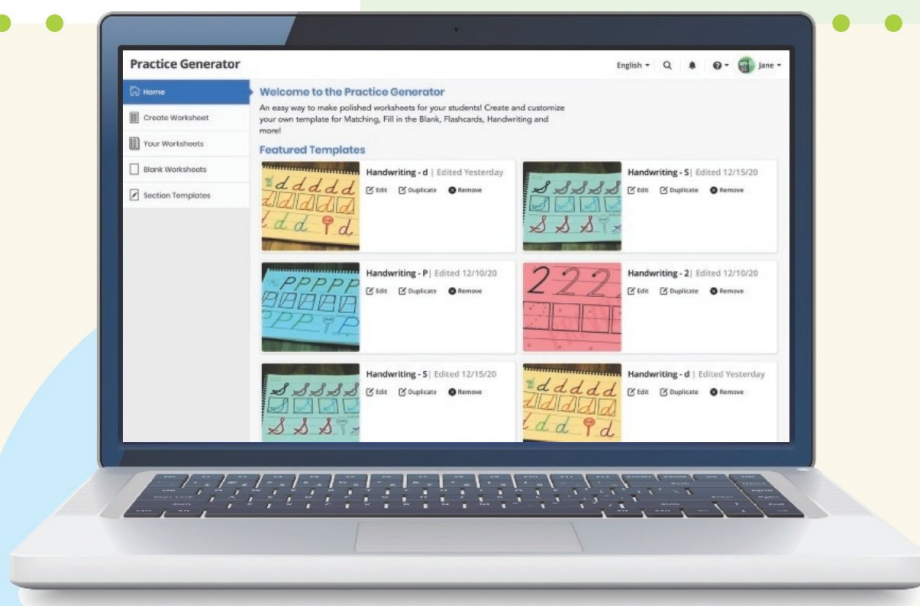 Practice Generator
English
Jane
Home
Create Worksheet
Your Worksheets
Blank Worksheets
Section Templates
Welcome to the Practice Generator
An easy way to make polished worksheets for your students! Create and customize
your own template for Matching, Fill in the Blank, Flashcards, Handwriting and
more!
Featured Templates
Handwriting - d | Edited Yesterday
Edit Duplicate Remove
d d d d d
d d d d d
d d d
Handwriting - S | Edited 12/15/20
Edit Duplicate Remove
S S S S
S S S S
S S S
Handwriting - P | Edited 12/10/20
Edit Duplicate Remove
P P P P P
P P P P P
P P P P
Handwriting - 2 | Edited 12/10/20
Edit Duplicate Remove
2 2 2 2
Handwriting - S | Edited 12/15/20
Edit Duplicate Remove
S S S S
S S S S
S S S
Handwriting - d | Edited Yesterday
Edit Duplicate Remove
d d d d d
d d d d d
d d d